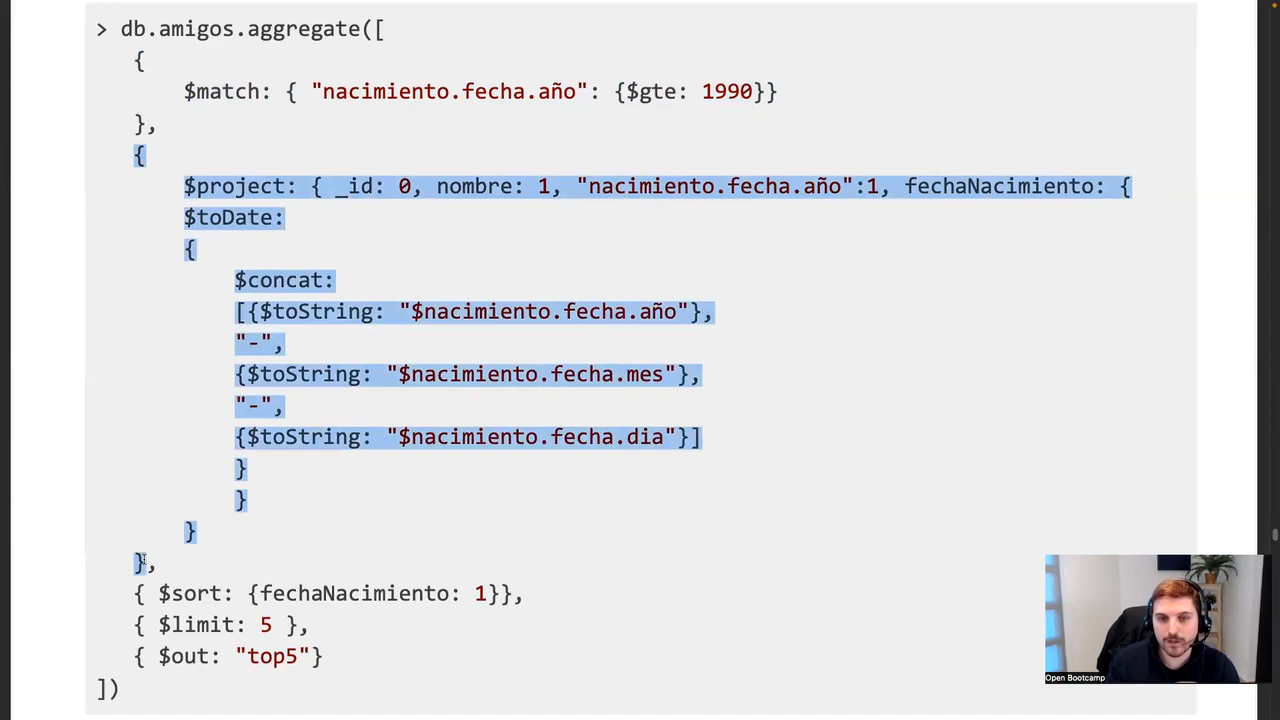 > db.amigos.aggregate([
{
$match: { "nacimiento.fecha.año": {$gte: 1990}}
},
{
$project: { _id: 0, nombre: 1, "nacimiento.fecha.año":1, fechaNacimiento: {
$toDate:
{
$concat:
[{$toString: "$nacimiento.fecha.año"},
"-",
{$toString: "$nacimiento.fecha.mes"},
"-",
{$toString: "$nacimiento.fecha.dia"}]
}
}
}
},
{ $sort: {fechaNacimiento: 1}},
{ $limit: 5 },
{ $out: "top5"}
])
Open Bootcamp